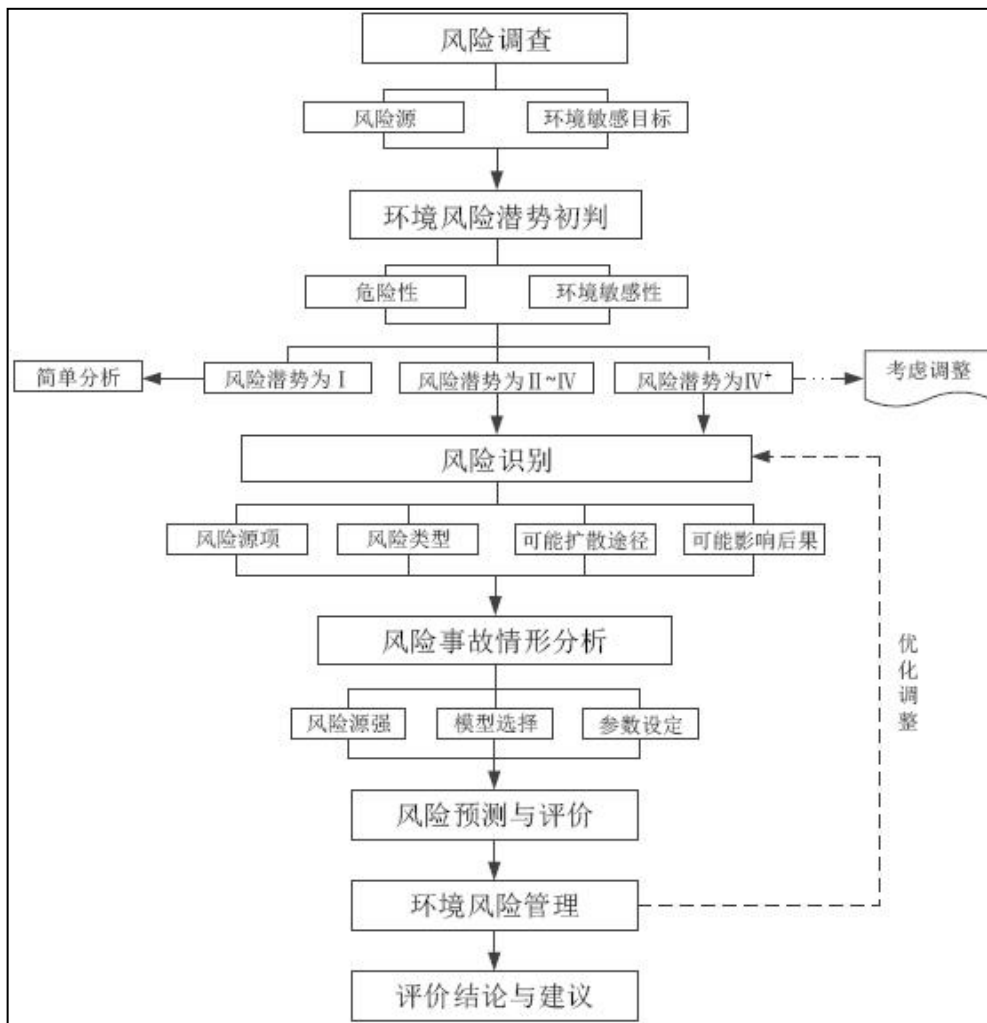 风险调查
风险源
环境敏感目标
环境风险潜势初判
危险性
环境敏感性
简单分析
风险潜势为Ⅰ
风险潜势为Ⅱ~Ⅳ
风险潜势为Ⅳ+
考虑调整
风险识别
风险源项
风险类型
可能扩散途径
可能影响后果
风险事故情形分析
优化调整
风险源强
模型选择
参数设定
风险预测与评价
环境风险管理
评价结论与建议